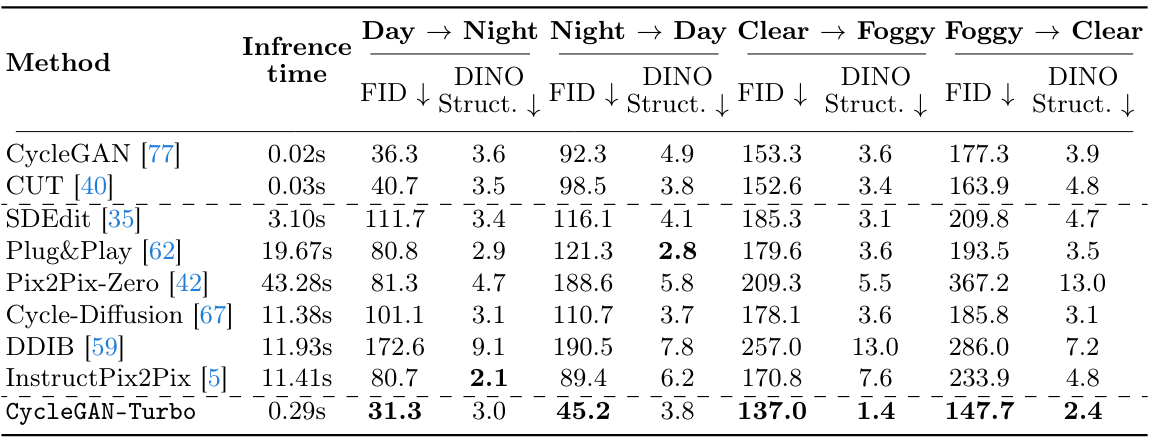 Method Infrence time Day → Night Night → Day Clear → Foggy Foggy → Clear
FID ↓ DINO Struct. ↓ FID ↓ DINO Struct. ↓ FID ↓ DINO Struct. ↓ FID ↓ DINO Struct. ↓
CycleGAN [77] 0.02s 36.3 3.6 92.3 4.9 153.3 3.6 177.3 3.9
CUT [40] 0.03s 40.7 3.5 98.5 3.8 152.6 3.4 163.9 4.8
SDEdit [35] 3.10s 111.7 3.4 116.1 4.1 185.3 3.1 209.8 4.7
Plug&Play [62] 19.67s 80.8 2.9 121.3 2.8 179.6 3.6 193.5 3.5
Pix2Pix-Zero [42] 43.28s 81.3 4.7 188.6 5.8 209.3 5.5 367.2 13.0
Cycle-Diffusion [67] 11.38s 101.1 3.1 110.7 3.7 178.1 3.6 185.8 3.1
DDIB [59] 11.93s 172.6 9.1 190.5 7.8 257.0 13.0 286.0 7.2
InstructPix2Pix [5] 11.41s 80.7 2.1 89.4 6.2 170.8 7.6 233.9 4.8
CycleGAN-Turbo 0.29s 31.3 3.0 45.2 3.8 137.0 1.4 147.7 2.4